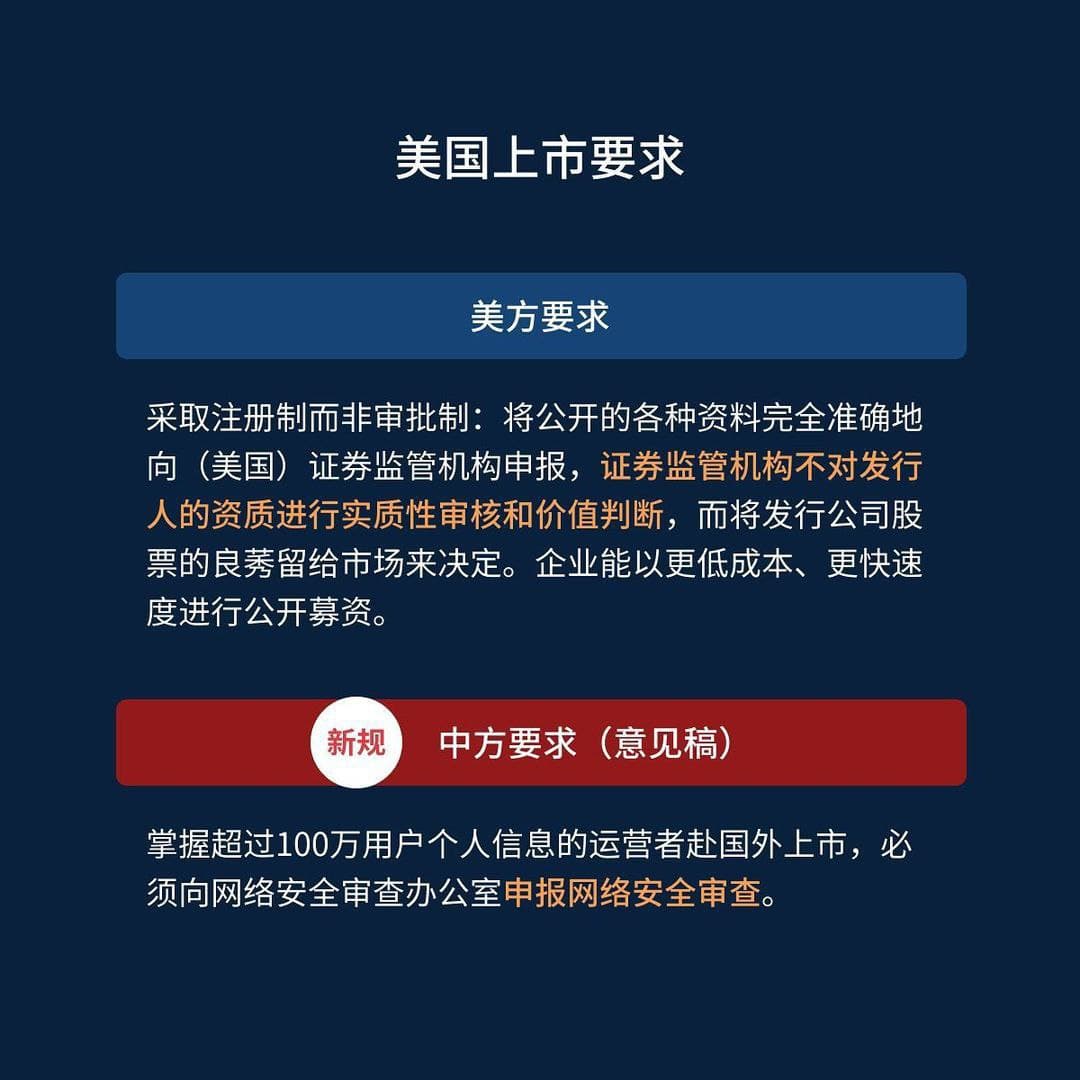 美国上市要求
美方要求
采取注册制而非审批制：将公开的各种资料完全准确地
向（美国）证券监管机构申报，证券监管机构不对发行
人的资质进行实质性审核和价值判断，而将发行公司股
票的良莠留给市场来决定。企业能以更低成本、更快速
度进行公开募资。
新规 中方要求（意见稿）
掌握超过100万用户个人信息的运营者赴国外上市，必
须向网络安全审查办公室申报网络安全审查。